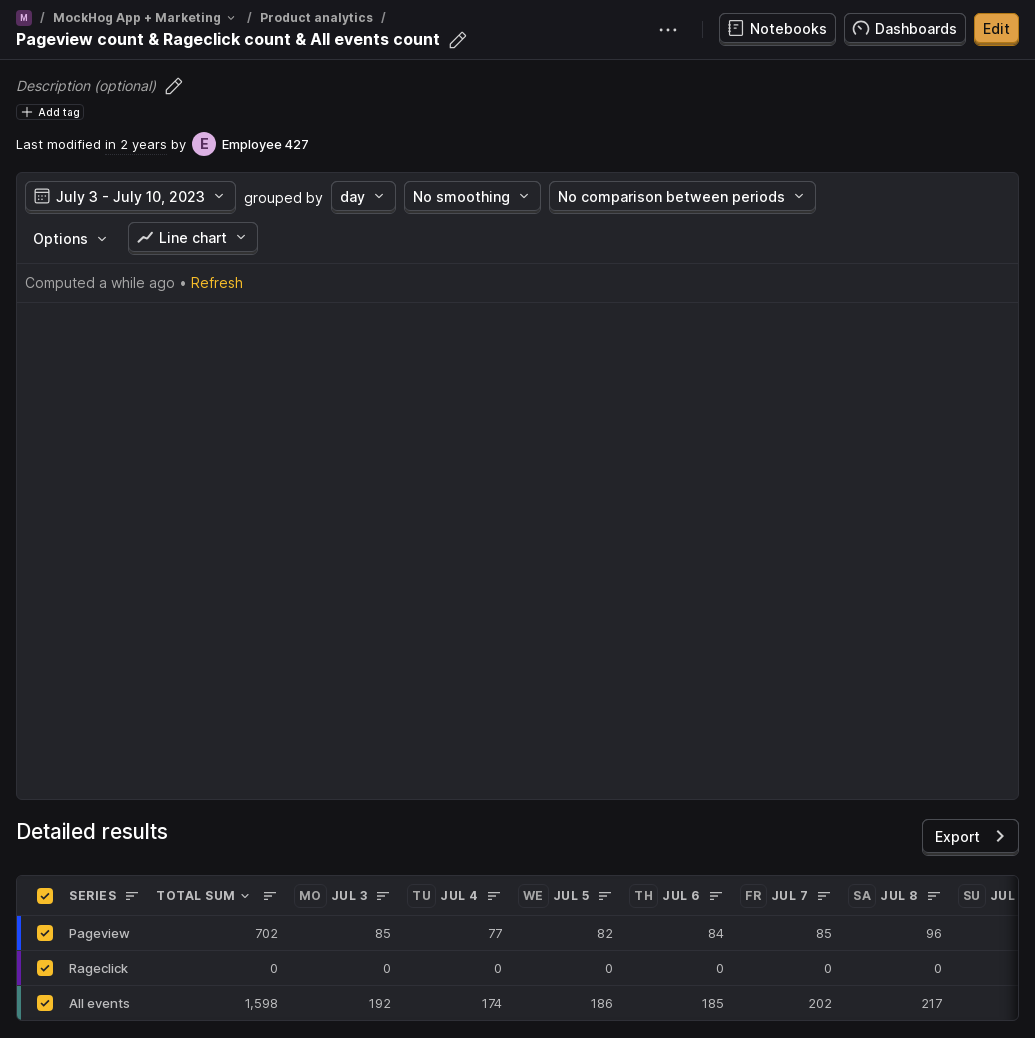 M / MockHog App + Marketing / Product analytics /
Pageview count & Rageclick count & All events count
Notebooks Dashboards Edit
Description (optional)
Add tag
Last modified in 2 years by E Employee 427
July 3 - July 10, 2023 grouped by day No smoothing No comparison between periods
Options Line chart
Computed a while ago • Refresh
Detailed results
Export
SERIES TOTAL SUM MO JUL 3 TU JUL 4 WE JUL 5 TH JUL 6 FR JUL 7 SA JUL 8 SU JUL
Pageview 702 85 77 82 84 85 96
Rageclick 0 0 0 0 0 0 0
All events 1,598 192 174 186 185 202 217